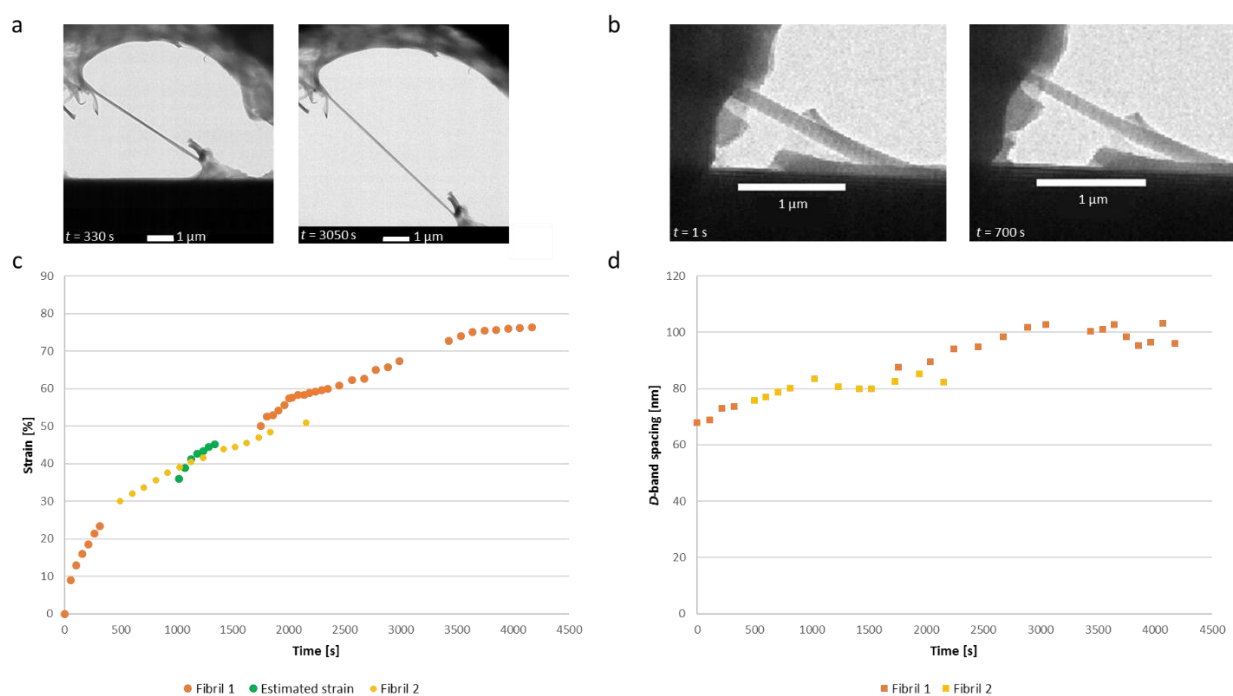 a
b
t = 330 s
1 µm
t = 3050 s
1 µm
1 µm
t = 1 s
1 µm
t = 700 s
c
d
90
80
70
60
50
40
30
20
10
0
Strain [%]
0 500 1000 1500 2000 2500 3000 3500 4000 4500
Time [s]
Fibril 1 Estimated strain Fibril 2
120
100
80
60
40
20
0
D-band spacing [nm]
0 500 1000 1500 2000 2500 3000 3500 4000 4500
Time [s]
Fibril 1 Fibril 2